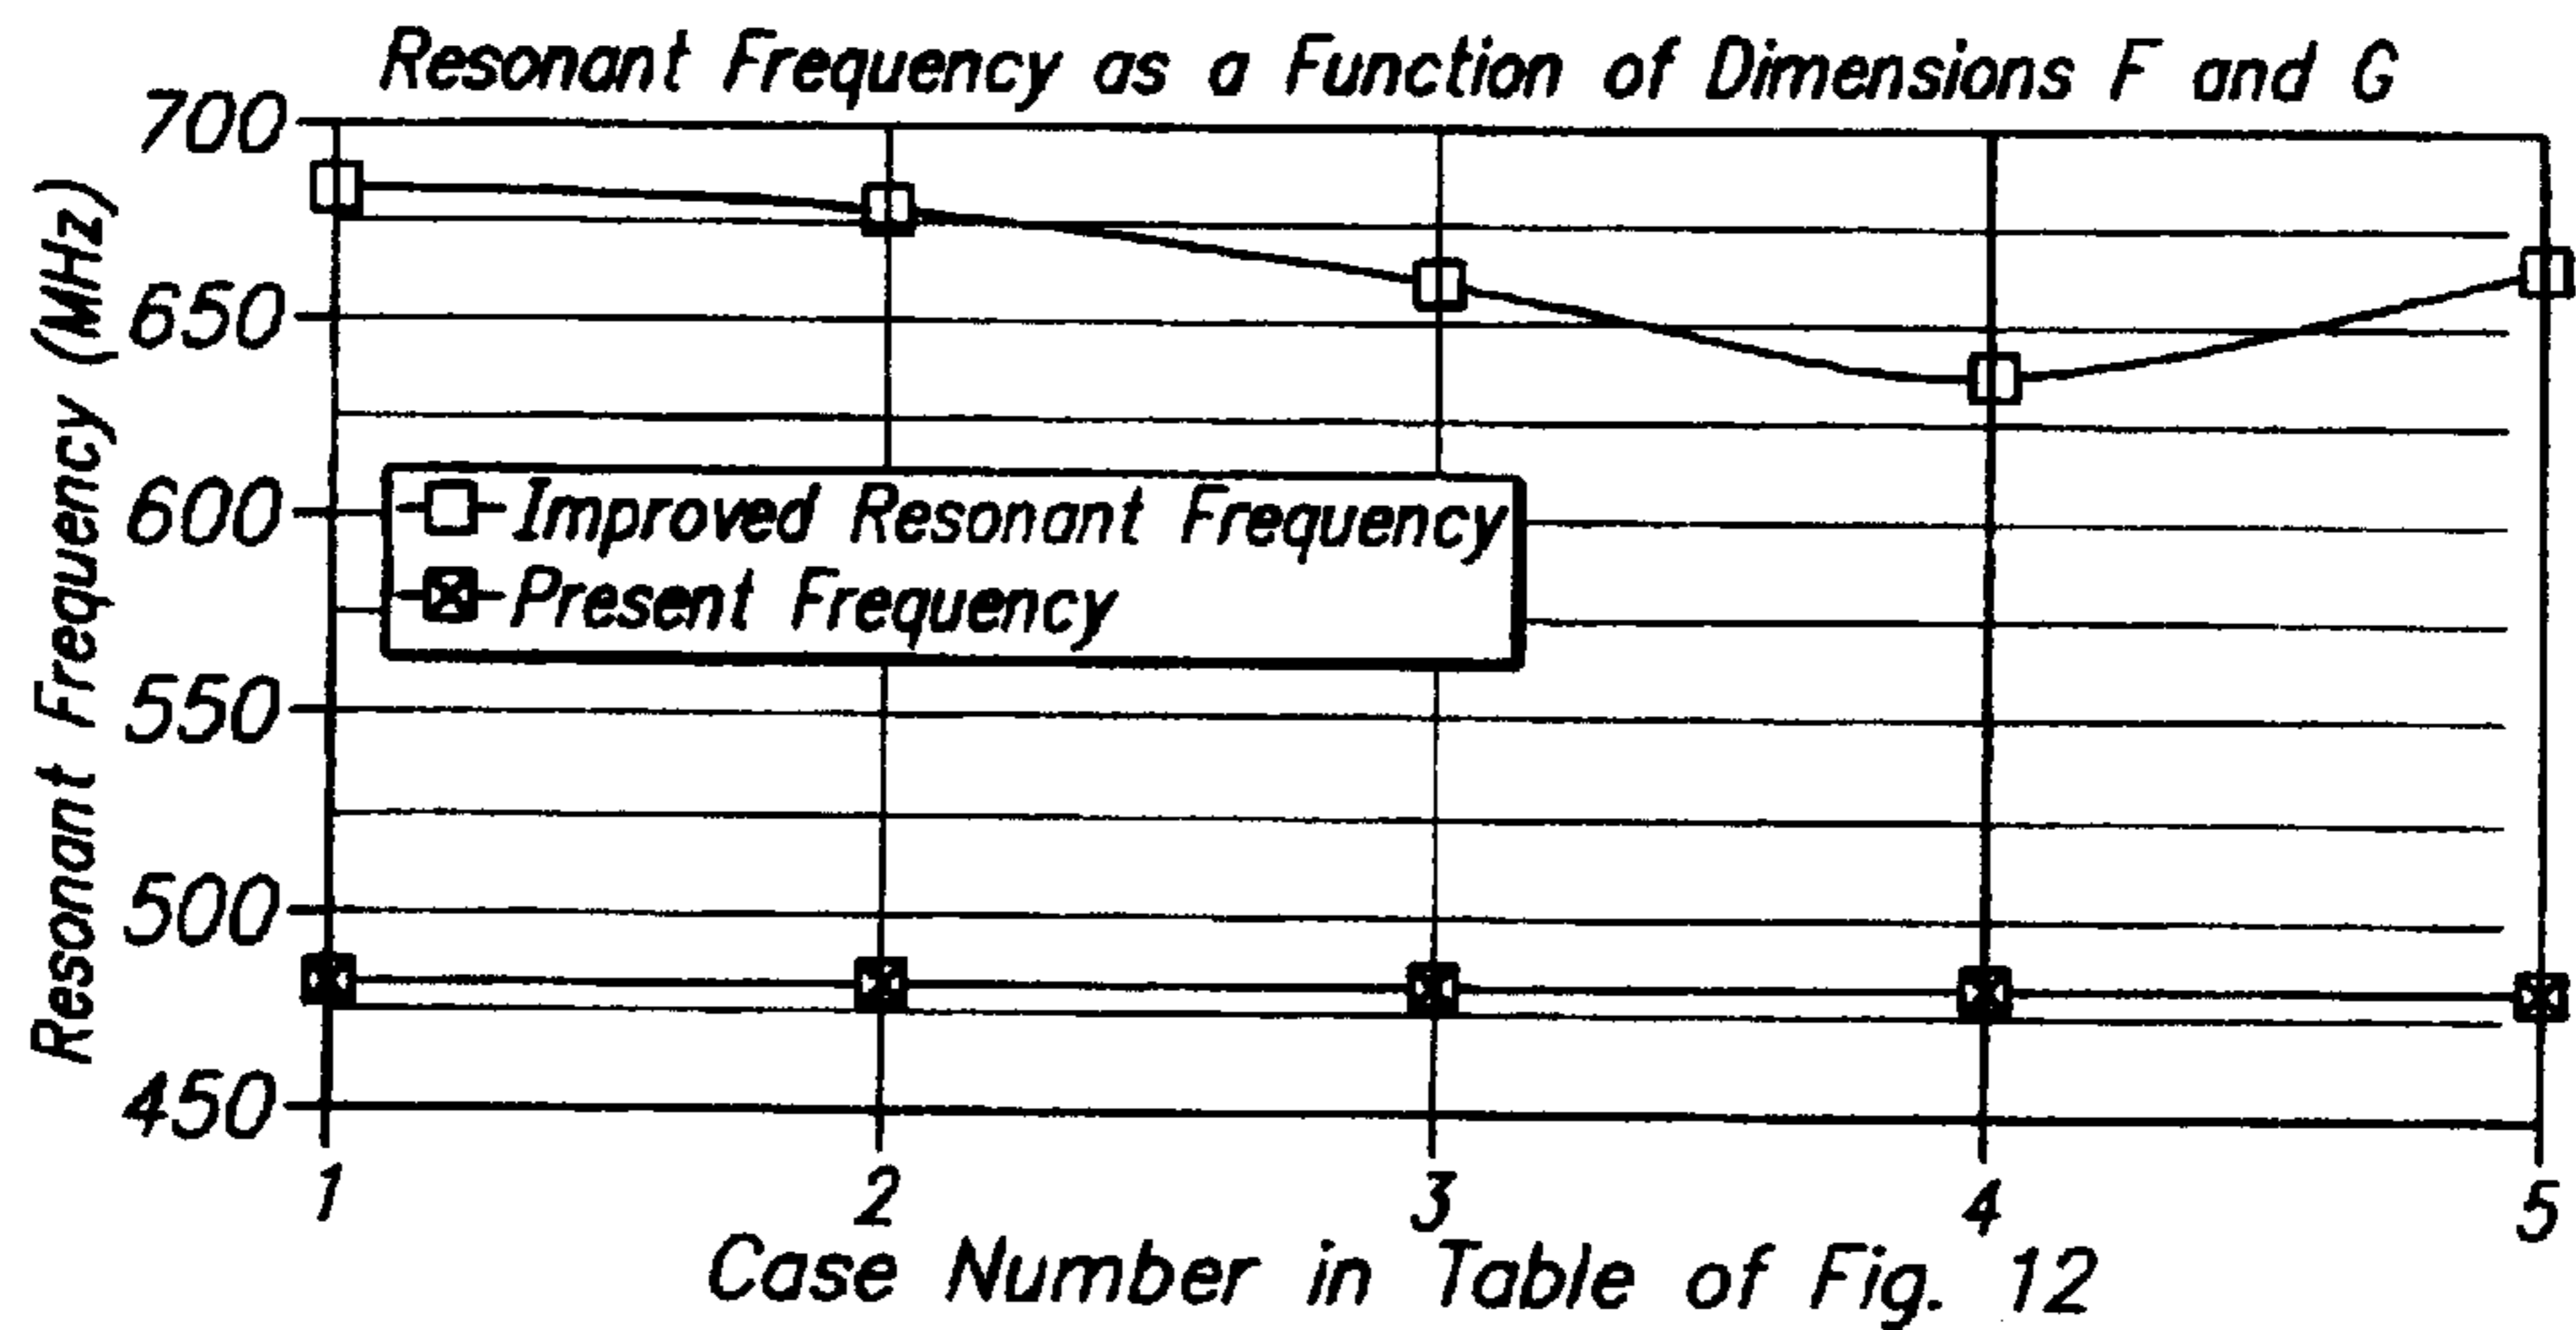 Resonant Frequency as a Function of Dimensions F and G
700
650
600
550
500
450
Resonant Frequency (MHz)
Improved Resonant Frequency
Present Frequency
1 2 3 4 5
Case Number in Table of Fig. 12